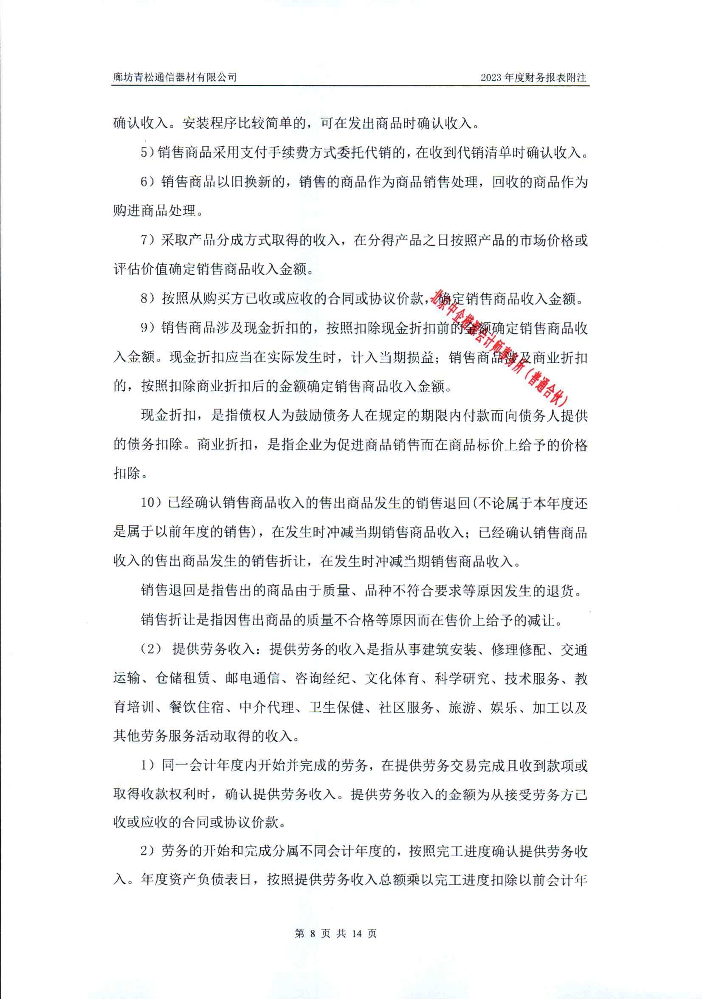 廊坊青松通信器材有限公司 2023 年度财务报表附注
确认收入。安装程序比较简单的，可在发出商品时确认收入。
5）销售商品采用支付手续费方式委托代销的，在收到代销清单时确认收入。
6）销售商品以旧换新的，销售的商品作为商品销售处理，回收的商品作为
购进商品处理。
7）采取产品分成方式取得的收入，在分得产品之日按照产品的市场价格或
评估价值确定销售商品收入金额。
8）按照从购买方已收或应收的合同或协议价款，确定销售商品收入金额。
9）销售商品涉及现金折扣的，按照扣除现金折扣前的金额确定销售商品收
入金额。现金折扣应当在实际发生时，计入当期损益；销售商品涉及商业折扣
的，按照扣除商业折扣后的金额确定销售商品收入金额。
北京中企 会计师事务所（普通合伙）
现金折扣，是指债权人为鼓励债务人在规定的期限内付款而向债务人提供
的债务扣除。商业折扣，是指企业为促进商品销售而在商品标价上给予的价格
扣除。
10）已经确认销售商品收入的售出商品发生的销售退回(不论属于本年度还
是属于以前年度的销售)，在发生时冲减当期销售商品收入；已经确认销售商品
收入的售出商品发生的销售折让，在发生时冲减当期销售商品收入。
销售退回是指售出的商品由于质量、品种不符合要求等原因发生的退货。
销售折让是指因售出商品的质量不合格等原因而在售价上给予的减让。
（2） 提供劳务收入：提供劳务的收入是指从事建筑安装、修理修配、交通
运输、仓储租赁、邮电通信、咨询经纪、文化体育、科学研究、技术服务、教
育培训、餐饮住宿、中介代理、卫生保健、社区服务、旅游、娱乐、加工以及
其他劳务服务活动取得的收入。
1）同一会计年度内开始并完成的劳务，在提供劳务交易完成且收到款项或
取得收款权利时，确认提供劳务收入。提供劳务收入的金额为从接受劳务方已
收或应收的合同或协议价款。
2）劳务的开始和完成分属不同会计年度的，按照完工进度确认提供劳务收
入。年度资产负债表日，按照提供劳务收入总额乘以完工进度扣除以前会计年
第 8 页 共 14 页